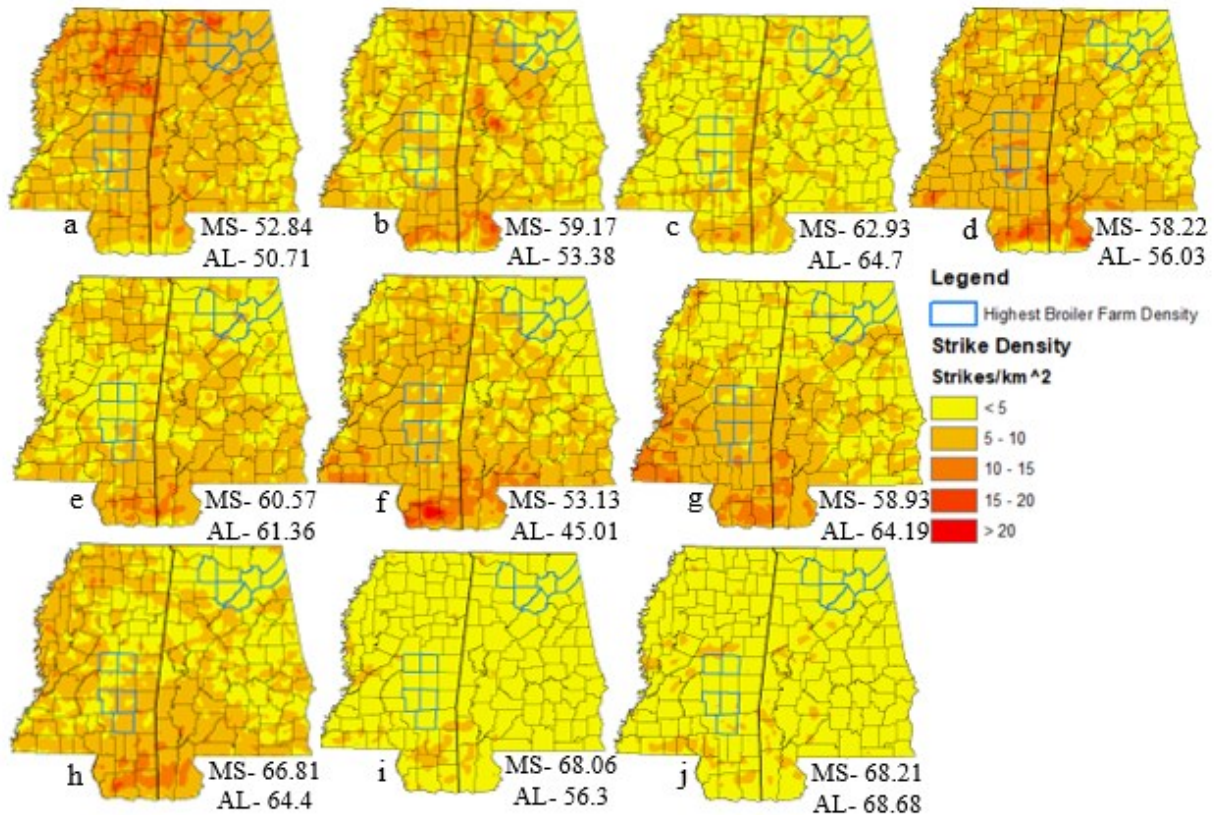 a
MS- 52.84
AL- 50.71
b
MS- 59.17
AL- 53.38
c
MS- 62.93
AL- 64.7
d
MS- 58.22
AL- 56.03
Legend
Highest Broiler Farm Density
Strike Density
Strikes/km^2
< 5
5 - 10
10 - 15
15 - 20
> 20
e
MS- 60.57
AL- 61.36
f
MS- 53.13
AL- 45.01
g
MS- 58.93
AL- 64.19
h
MS- 66.81
AL- 64.4
i
MS- 68.06
AL- 56.3
j
MS- 68.21
AL- 68.68